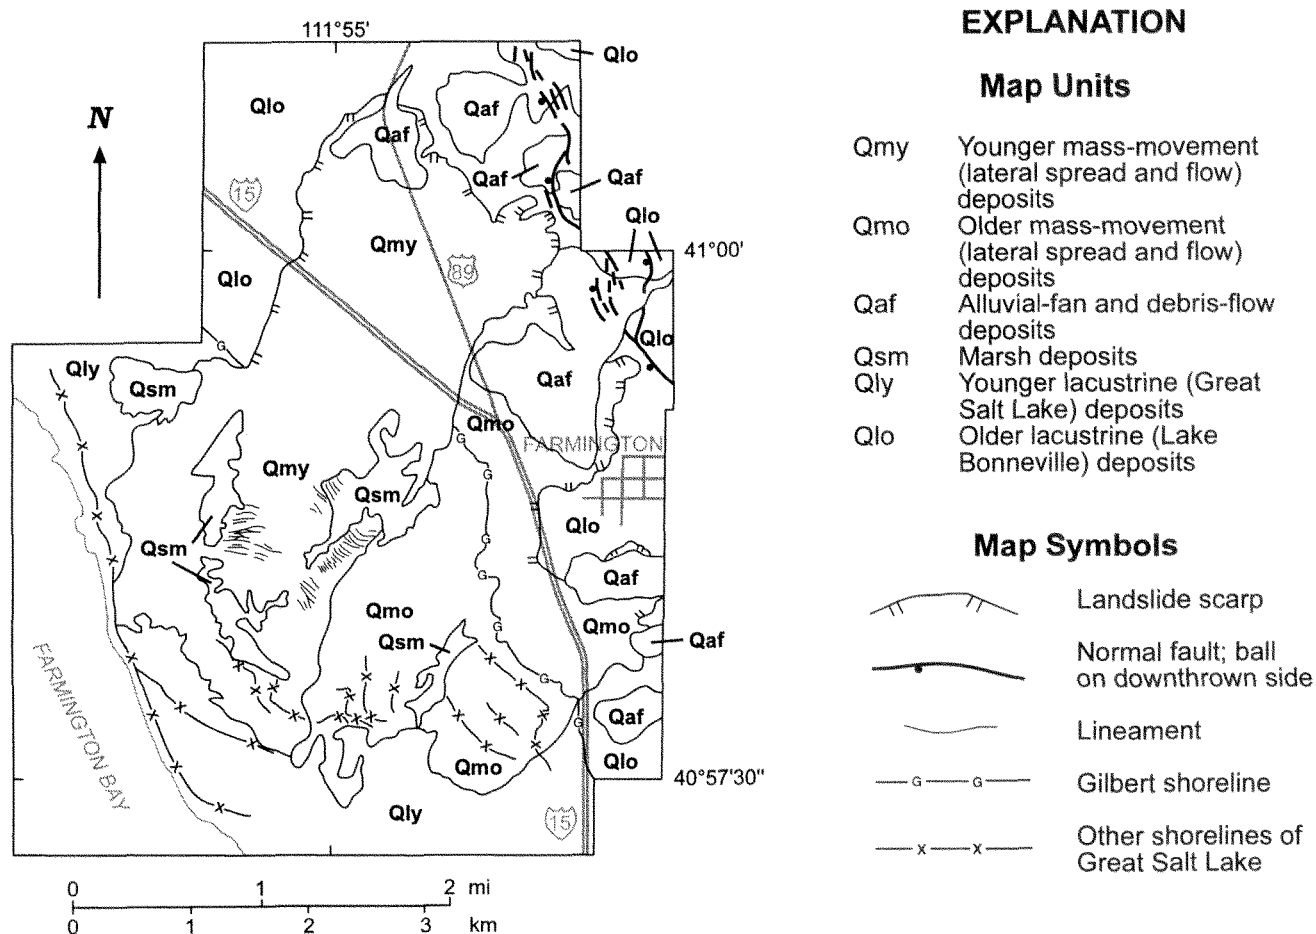 111°55'
N
Qlo
Qlo
Qaf
Qaf
Qaf
Qaf
Qlo
15
Qmy
89
41°00'
Qlo
Qlo
G
Qly
Qsm
Qaf
Qmo
FARMINGTON
G
Qmy
Qsm
G
Qlo
Qsm
G
Qaf
G
Qmo
Qmo
Qsm
Qaf
G
FARMINGTON BAY
G
Qaf
G
Qmo
Qlo
40°57'30"
Qly
15
0 1 2 mi
0 1 2 3 km
EXPLANATION
Map Units
Qmy Younger mass-movement
(lateral spread and flow)
deposits
Qmo Older mass-movement
(lateral spread and flow)
deposits
Qaf Alluvial-fan and debris-flow
deposits
Qsm Marsh deposits
Qly Younger lacustrine (Great
Salt Lake) deposits
Qlo Older lacustrine (Lake
Bonneville) deposits
Map Symbols
Landslide scarp
Normal fault; ball
on downthrown side
Lineament
G G Gilbert shoreline
x x Other shorelines of
Great Salt Lake